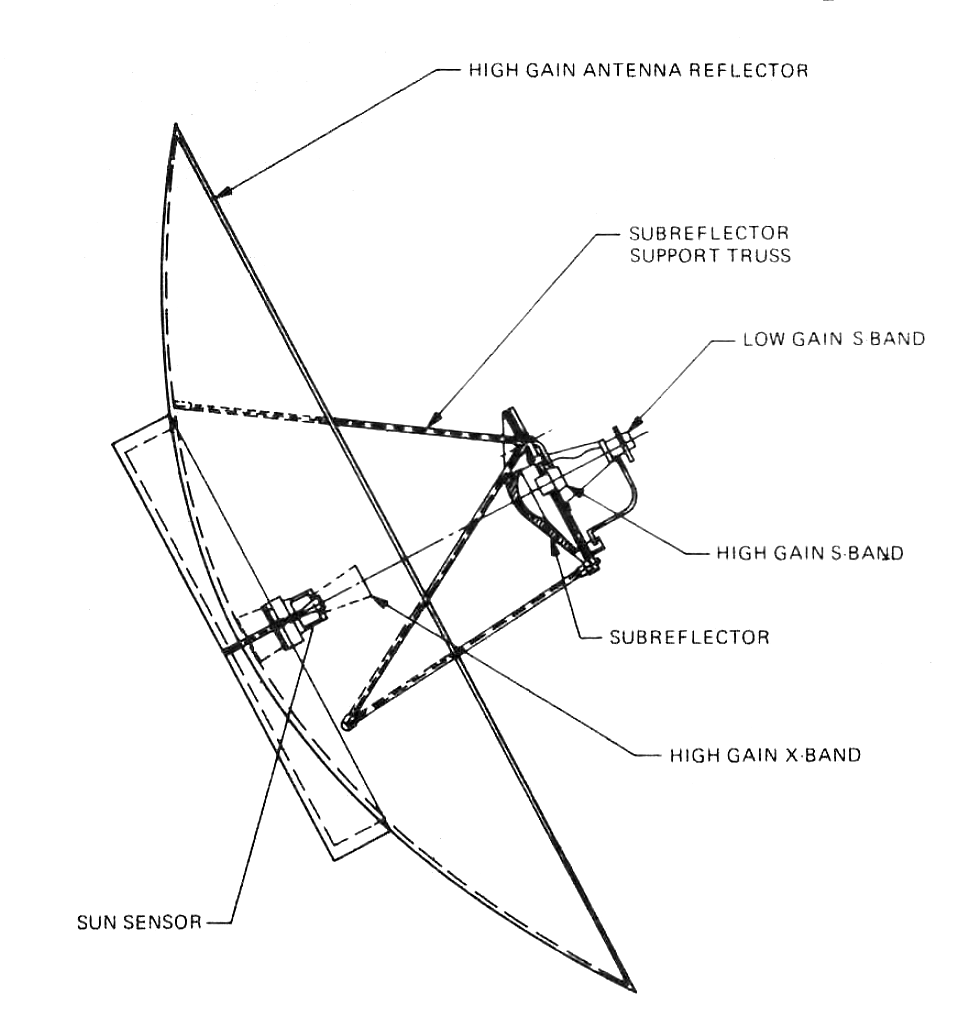 HIGH GAIN ANTENNA REFLECTOR
SUBREFLECTOR
SUPPORT TRUSS
LOW GAIN S BAND
HIGH GAIN S-BAND
SUBREFLECTOR
HIGH GAIN X-BAND
SUN SENSOR